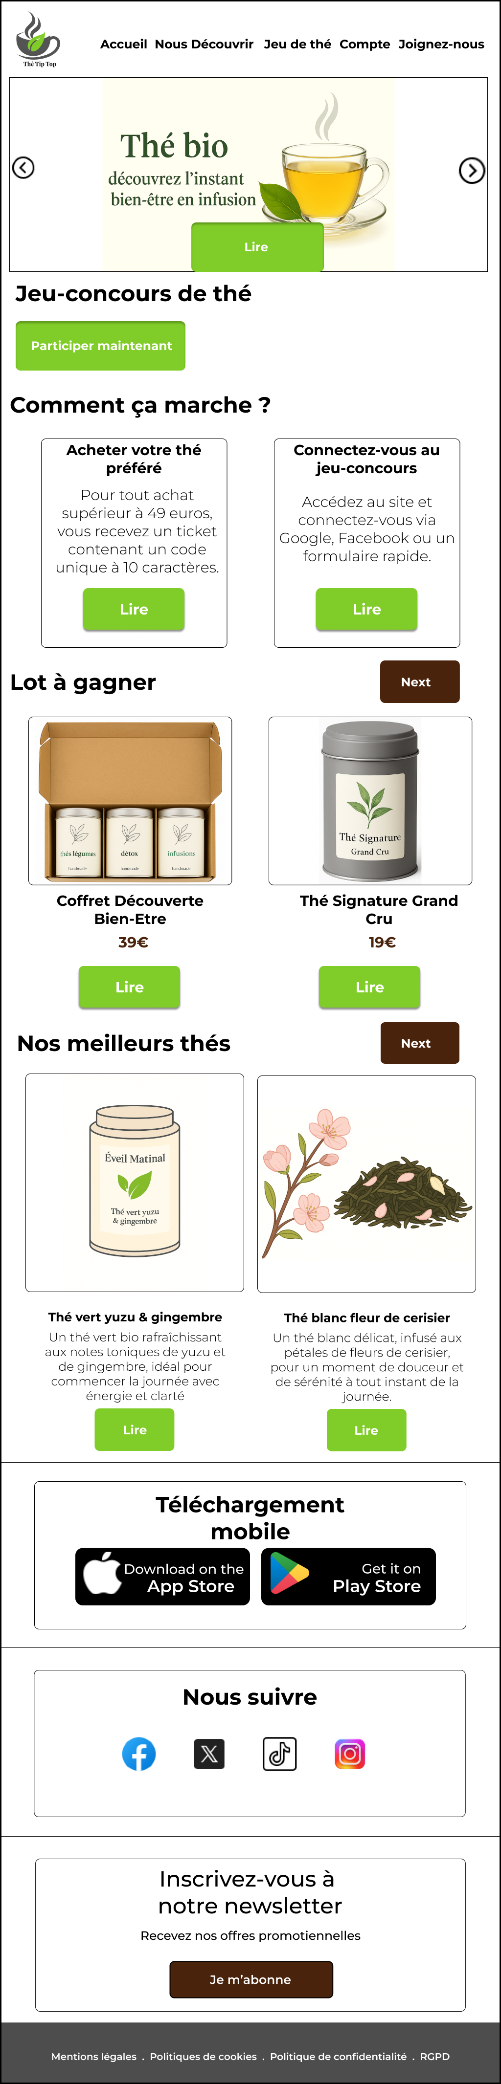 Thé Tip Top
Accueil Nous Découvrir Jeu de thé Compte Joignez-nous
Thé bio
découvrez l'instant
bien-être en infusion
Lire
Jeu-concours de thé
Participer maintenant
Comment ça marche ?
Acheter votre thé
préféré
Pour tout achat
supérieur à 49 euros,
vous recevez un ticket
contenant un code
unique à 10 caractères.
Lire
Connectez-vous au
jeu-concours
Accédez au site et
connectez-vous via
Google, Facebook ou un
formulaire rapide.
Lire
Lot à gagner
Next
détox
infusions
Coffret Découverte
Bien-Etre
39€
Lire
Thé Signature
Grand Cru
Thé Signature Grand
Cru
19€
Lire
Nos meilleurs thés
Next
Éveil Matinal
Thé vert yuzu
& gingembre
Thé vert yuzu & gingembre
Un thé vert bio rafraîchissant
aux notes toniques de yuzu et
de gingembre, idéal pour
commencer la journée avec
énergie et clarté
Lire
Thé blanc fleur de cerisier
Un thé blanc délicat, infusé aux
pétales de fleurs de cerisier,
pour un moment de douceur et
de sérénité à tout instant de la
journée.
Lire
Téléchargement
mobile
Download on the
App Store
Get it on
Play Store
Nous suivre
Inscrivez-vous à
notre newsletter
Recevez nos offres promotiennelles
Je m'abonne
Mentions légales . Politiques de cookies . Politique de confidentialité . RGPD